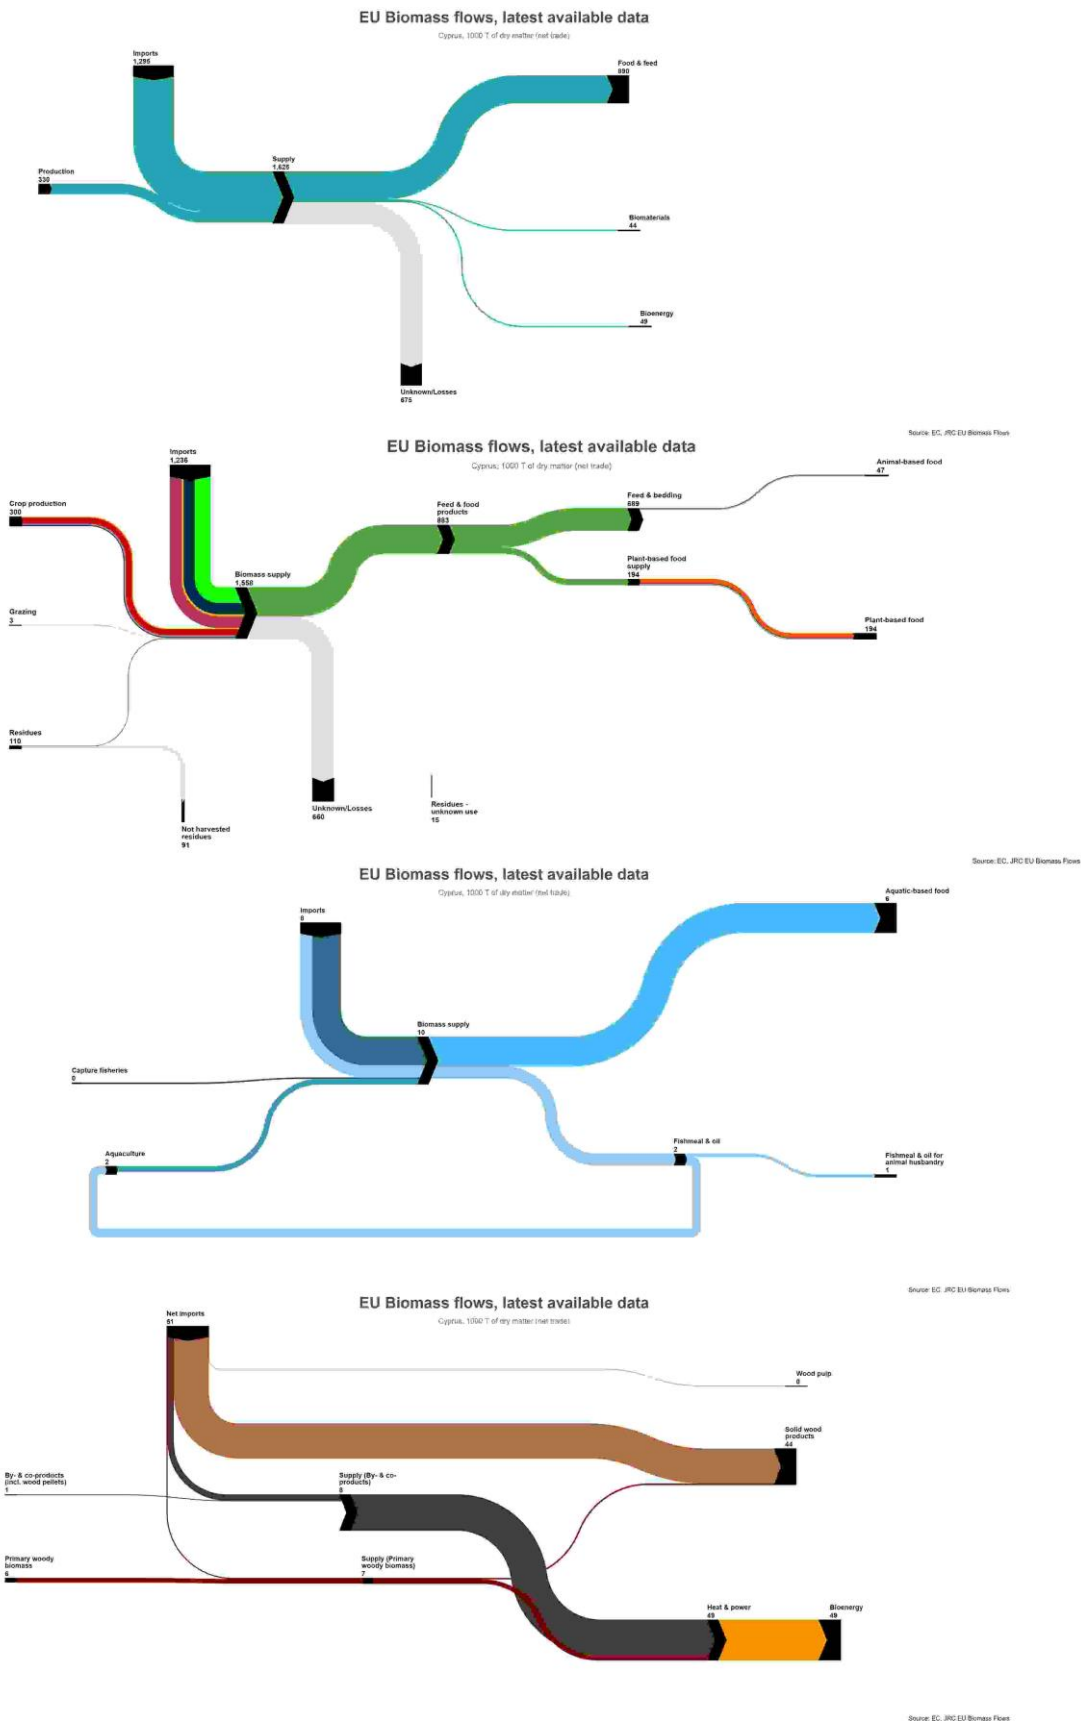 EU Biomass flows, latest available data
Cyprus, 1000 T of dry matter (net trade)
Imports
1,295
Food & feed
890
Production
330
Supply
1,625
Biomaterials
44
Bioenergy
49
Unknown/Losses
675
Source: EC, JRC EU Biomass Flows
EU Biomass flows, latest available data
Cyprus, 1000 T of dry matter (net trade)
Imports
1,236
Animal-based food
47
Crop production
300
Feed & food
products
883
Feed & bedding
689
Biomass supply
1,558
Plant-based food
supply
194
Grazing
3
Plant-based food
194
Residues
110
Unknown/Losses
660
Residues -
unknown use
15
Not harvested
residues
91
Source: EC, JRC EU Biomass Flows
EU Biomass flows, latest available data
Cyprus, 1000 T of dry matter (net trade)
Imports
8
Aquatic-based food
6
Biomass supply
10
Capture fisheries
0
Aquaculture
2
Fishmeal & oil
2
Fishmeal & oil for
animal husbandry
1
Source: EC, JRC EU Biomass Flows
EU Biomass flows, latest available data
Cyprus, 1000 T of dry matter (net trade)
Net imports
51
Wood pulp
0
Solid wood
products
44
By- & co-products
(incl. wood pellets)
1
Supply (By- & co-
products)
8
Primary woody
biomass
6
Supply (Primary
woody biomass)
7
Heat & power
49
Bioenergy
49
Source: EC, JRC EU Biomass Flows